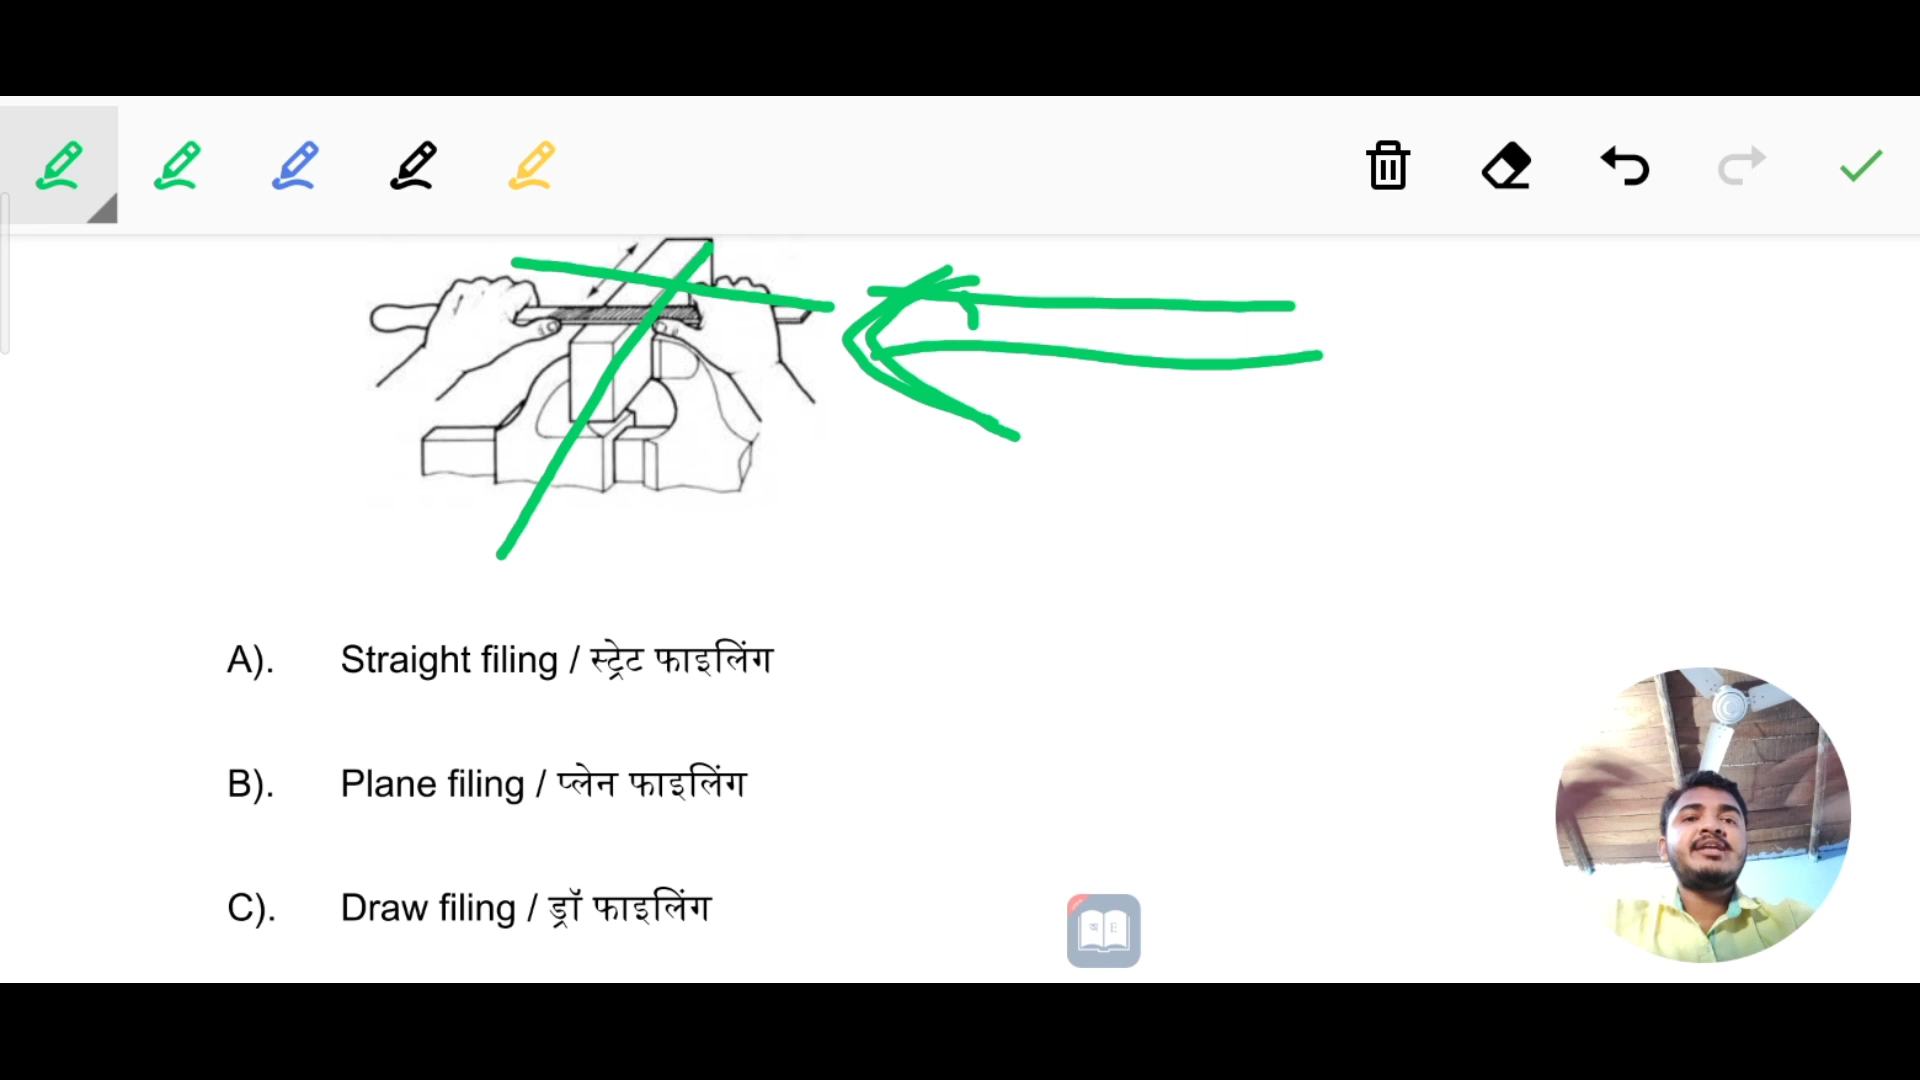 A). Straight filing / स्ट्रेट फाइलिंग
B). Plane filing / प्लेन फाइलिंग
C). Draw filing / ड्रॉ फाइलिंग
अ E